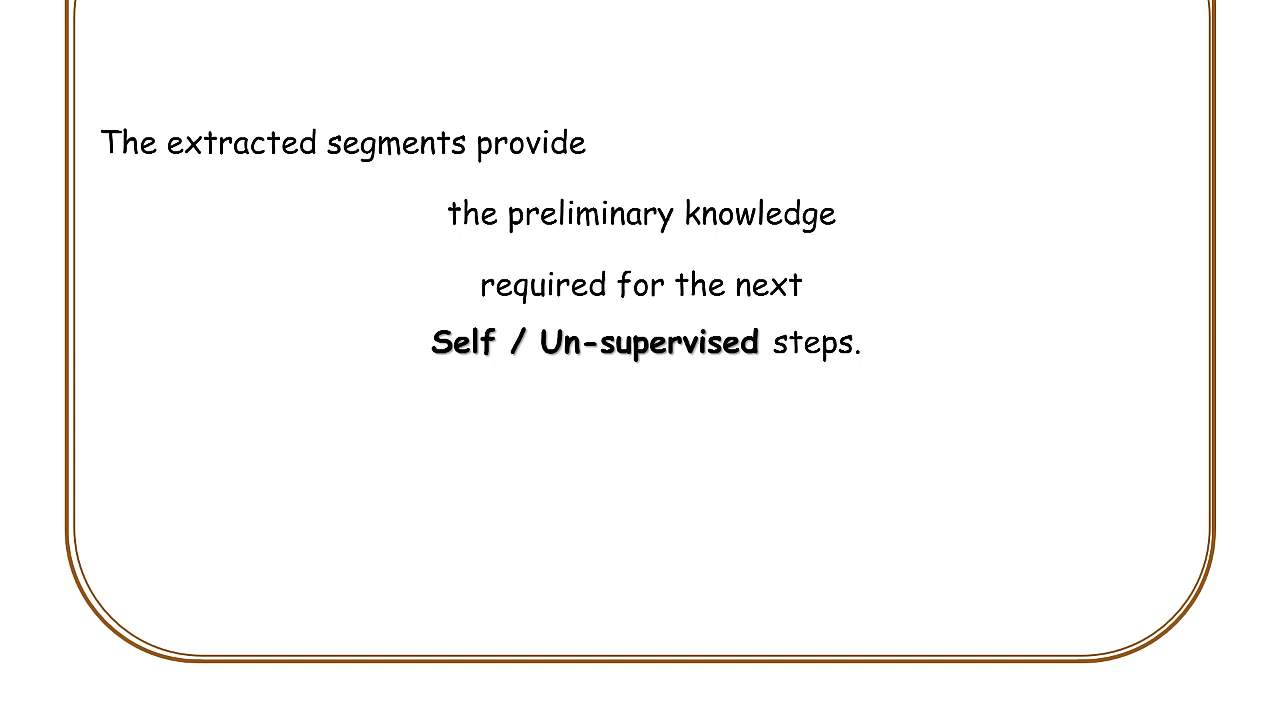 The extracted segments provide
the preliminary knowledge
required for the next
Self / Un-supervised steps.